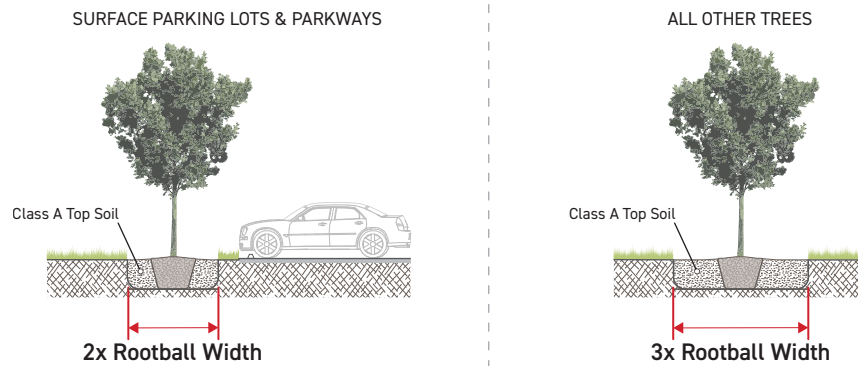 SURFACE PARKING LOTS & PARKWAYS
Class A Top Soil
2x Rootball Width
ALL OTHER TREES
Class A Top Soil
3x Rootball Width